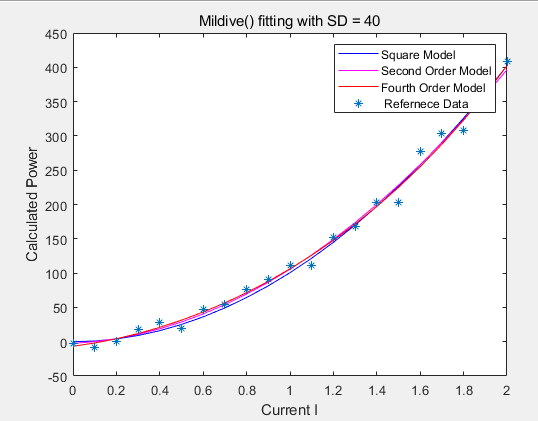 Mildive() fitting with SD = 40
450
400
350
300
250
200
150
100
50
0
-50
Calculated Power
Square Model
Second Order Model
Fourth Order Model
Refernece Data
0 0.2 0.4 0.6 0.8 1 1.2 1.4 1.6 1.8 2
Current I